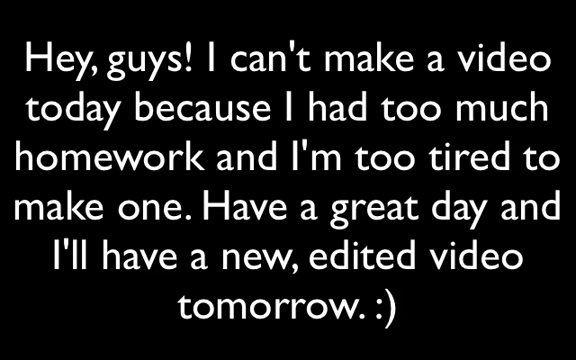 Hey, guys! I can't make a video
today because I had too much
homework and I'm too tired to
make one. Have a great day and
I'll have a new, edited video
tomorrow. :)